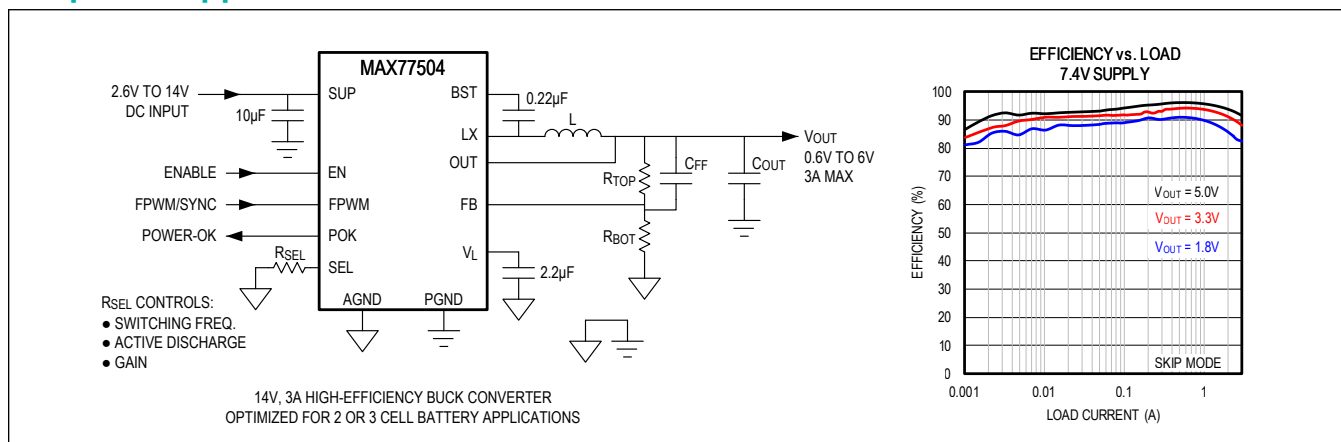 MAX77504
2.6V TO 14V
DC INPUT
10µF
SUP
BST
0.22µF
LX
L
OUT
VOUT
0.6V TO 6V
3A MAX
CFF
COUT
RTOP
ENABLE
EN
FPWM/SYNC
FPWM
FB
POWER-OK
POK
RBOT
RSEL
SEL
VL
2.2µF
AGND
PGND
RSEL CONTROLS:
● SWITCHING FREQ.
● ACTIVE DISCHARGE
● GAIN
14V, 3A HIGH-EFFICIENCY BUCK CONVERTER
OPTIMIZED FOR 2 OR 3 CELL BATTERY APPLICATIONS
EFFICIENCY vs. LOAD
7.4V SUPPLY
100
90
80
70
60
50
40
30
20
10
0
EFFICIENCY (%)
VOUT = 5.0V
VOUT = 3.3V
VOUT = 1.8V
SKIP MODE
0.001
0.01
0.1
1
LOAD CURRENT (A)